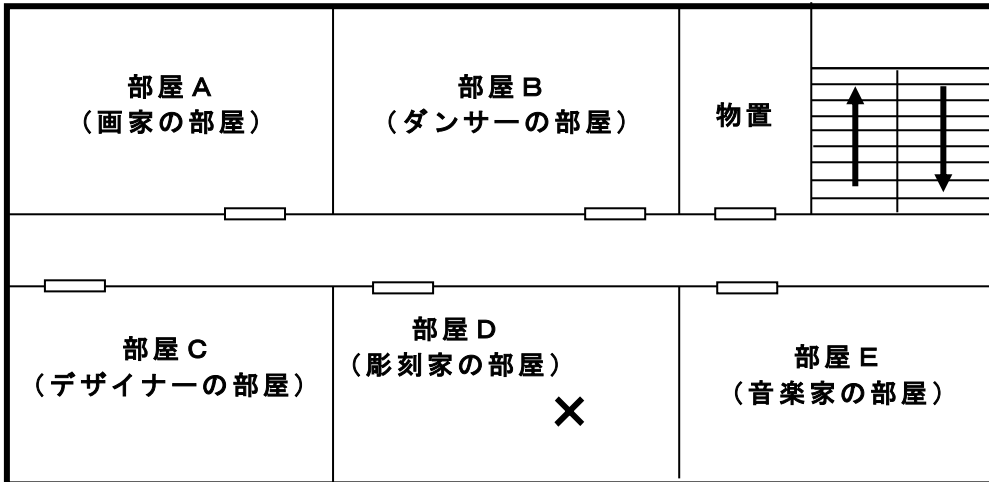 部屋A
（画家の部屋）
部屋B
（ダンサーの部屋）
物置
部屋C
（デザイナーの部屋）
部屋D
（彫刻家の部屋）
部屋E
（音楽家の部屋）